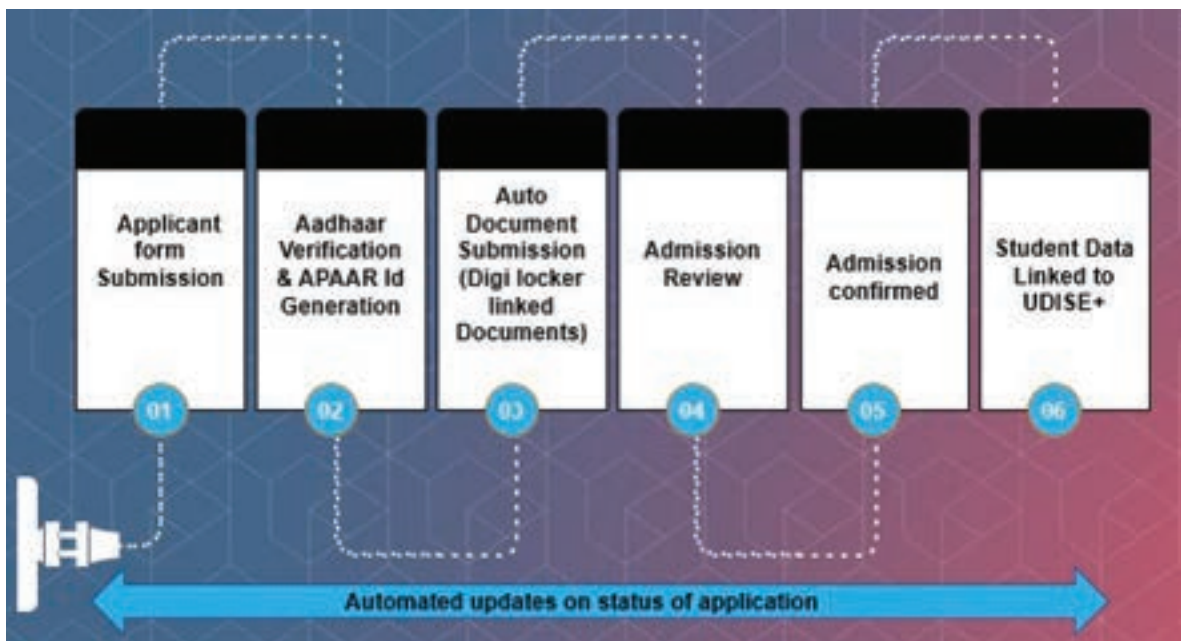 Applicant
form
Submission
01
Aadhaar
Verification
& APAAR Id
Generation
02
Auto
Document
Submission
(Digi locker
linked
Documents)
03
Admission
Review
04
Admission
confirmed
05
Student Data
Linked to
UDISE+
06
Automated updates on status of application